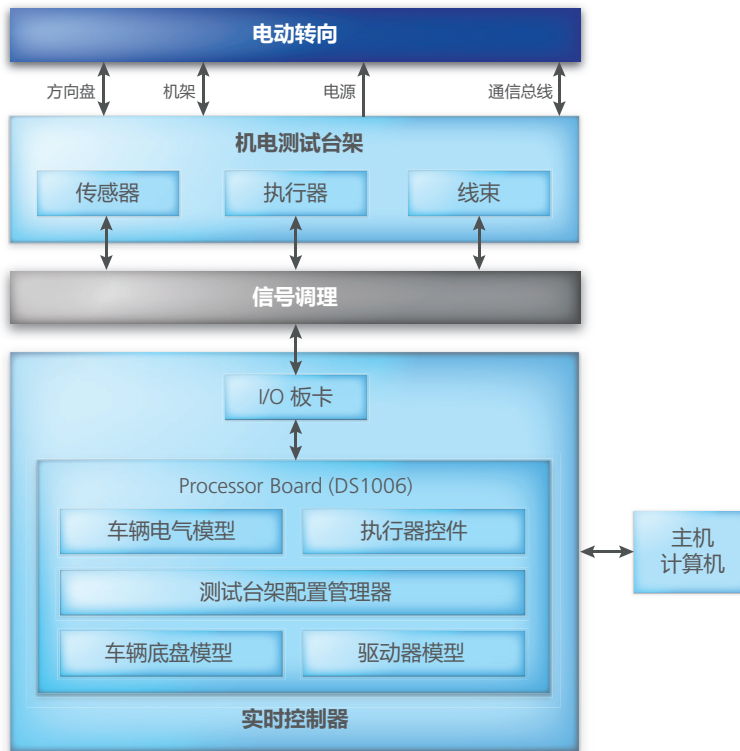 电动转向
方向盘
机架
电源
通信总线
机电测试台架
传感器
执行器
线束
信号调理
I/O 板卡
Processor Board (DS1006)
车辆电气模型
执行器控件
测试台架配置管理器
车辆底盘模型
驱动器模型
实时控制器
主机
计算机